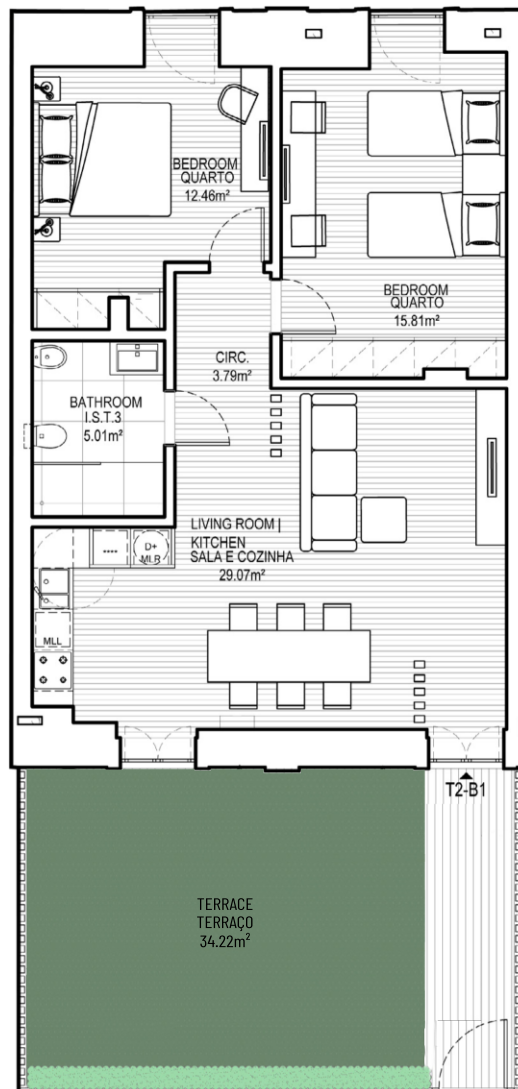 BEDROOM
QUARTO
12.46m²
BEDROOM
QUARTO
15.81m²
CIRC.
3.79m²
BATHROOM
I.S.T.3
5.01m²
LIVING ROOM |
KITCHEN
SALA E COZINHA
29.07m²
D+
MLR
MLL
T2-B1
TERRACE
TERRAÇO
34.22m²